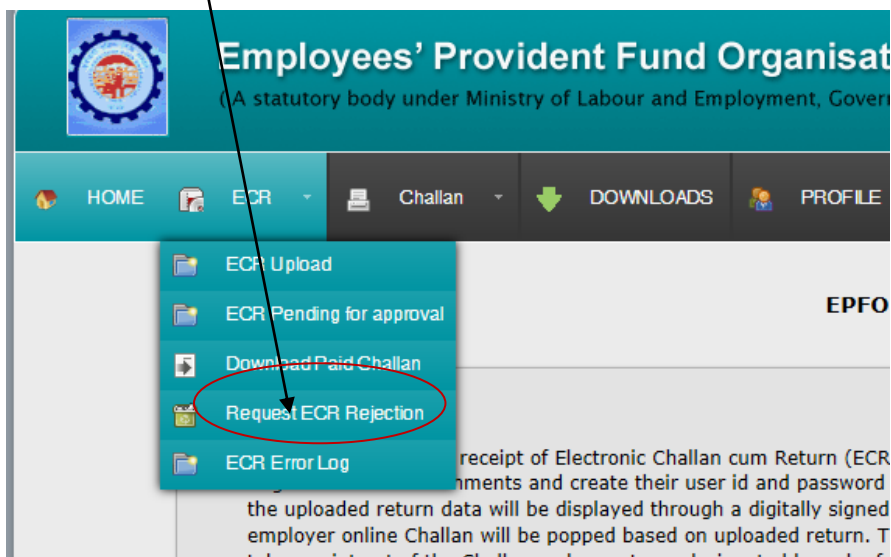 Employees' Provident Fund Organisat
( A statutory body under Ministry of Labour and Employment, Gover
HOME ECR Challan DOWNLOADS PROFILE
ECR Upload
ECR Pending for approval
EPFO
Download Paid Challan
Request ECR Rejection
ECR Error Log
receipt of Electronic Challan cum Return (ECR
and create their user id and password
the uploaded return data will be displayed through a digitally signed
employer online Challan will be popped based on uploaded return. T